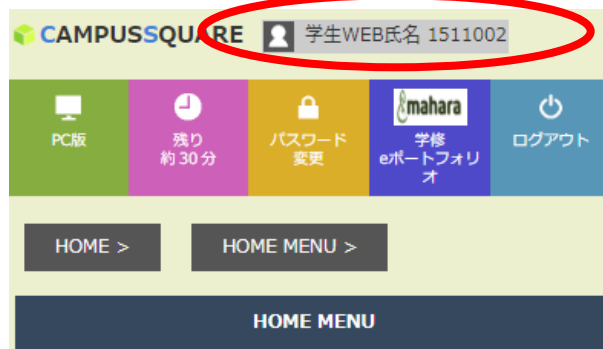 CAMPUSSQUARE 学生WEB氏名 1511002
PC版
残り
約30分
パスワード
変更
mahara
学修
eポートフォリ
オ
ログアウト
HOME > HOME MENU >
HOME MENU